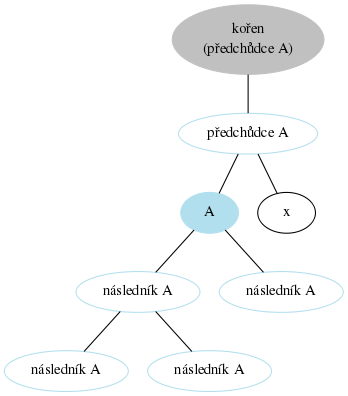 kořen
(předchůdce A)
předchůdce A
A
x
následník A
následník A
následník A
následník A